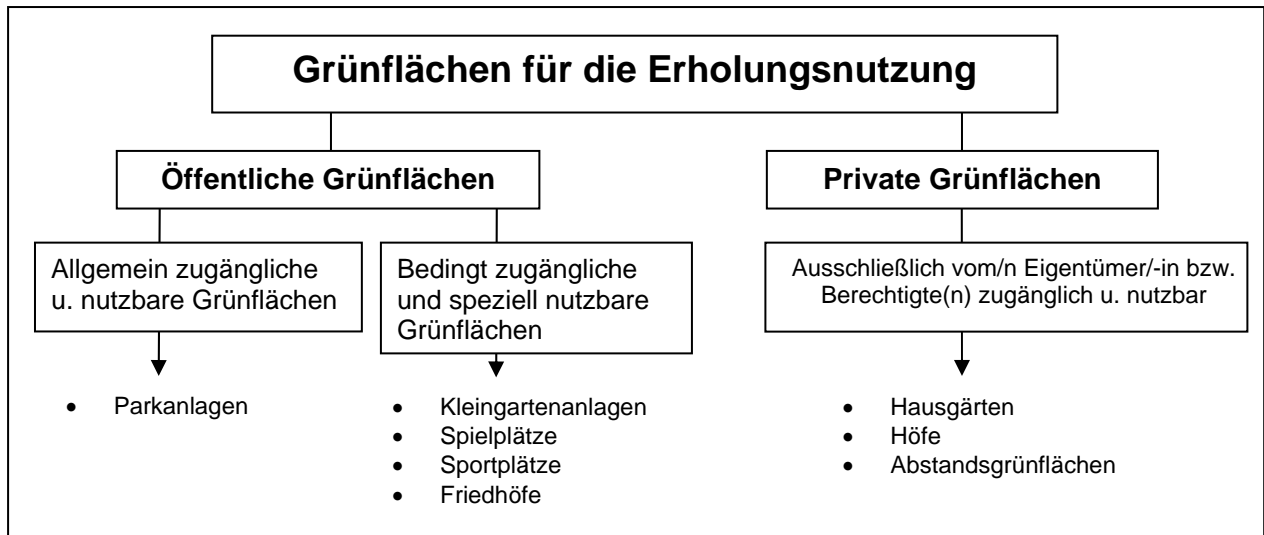 Grünflächen für die Erholungsnutzung
Öffentliche Grünflächen
Private Grünflächen
Allgemein zugängliche
u. nutzbare Grünflächen
Bedingt zugängliche
und speziell nutzbare
Grünflächen
Ausschließlich vom/n Eigentümer/-in bzw.
Berechtigte(n) zugänglich u. nutzbar
• Parkanlagen
• Kleingartenanlagen
• Spielplätze
• Sportplätze
• Friedhöfe
• Hausgärten
• Höfe
• Abstandsgrünflächen